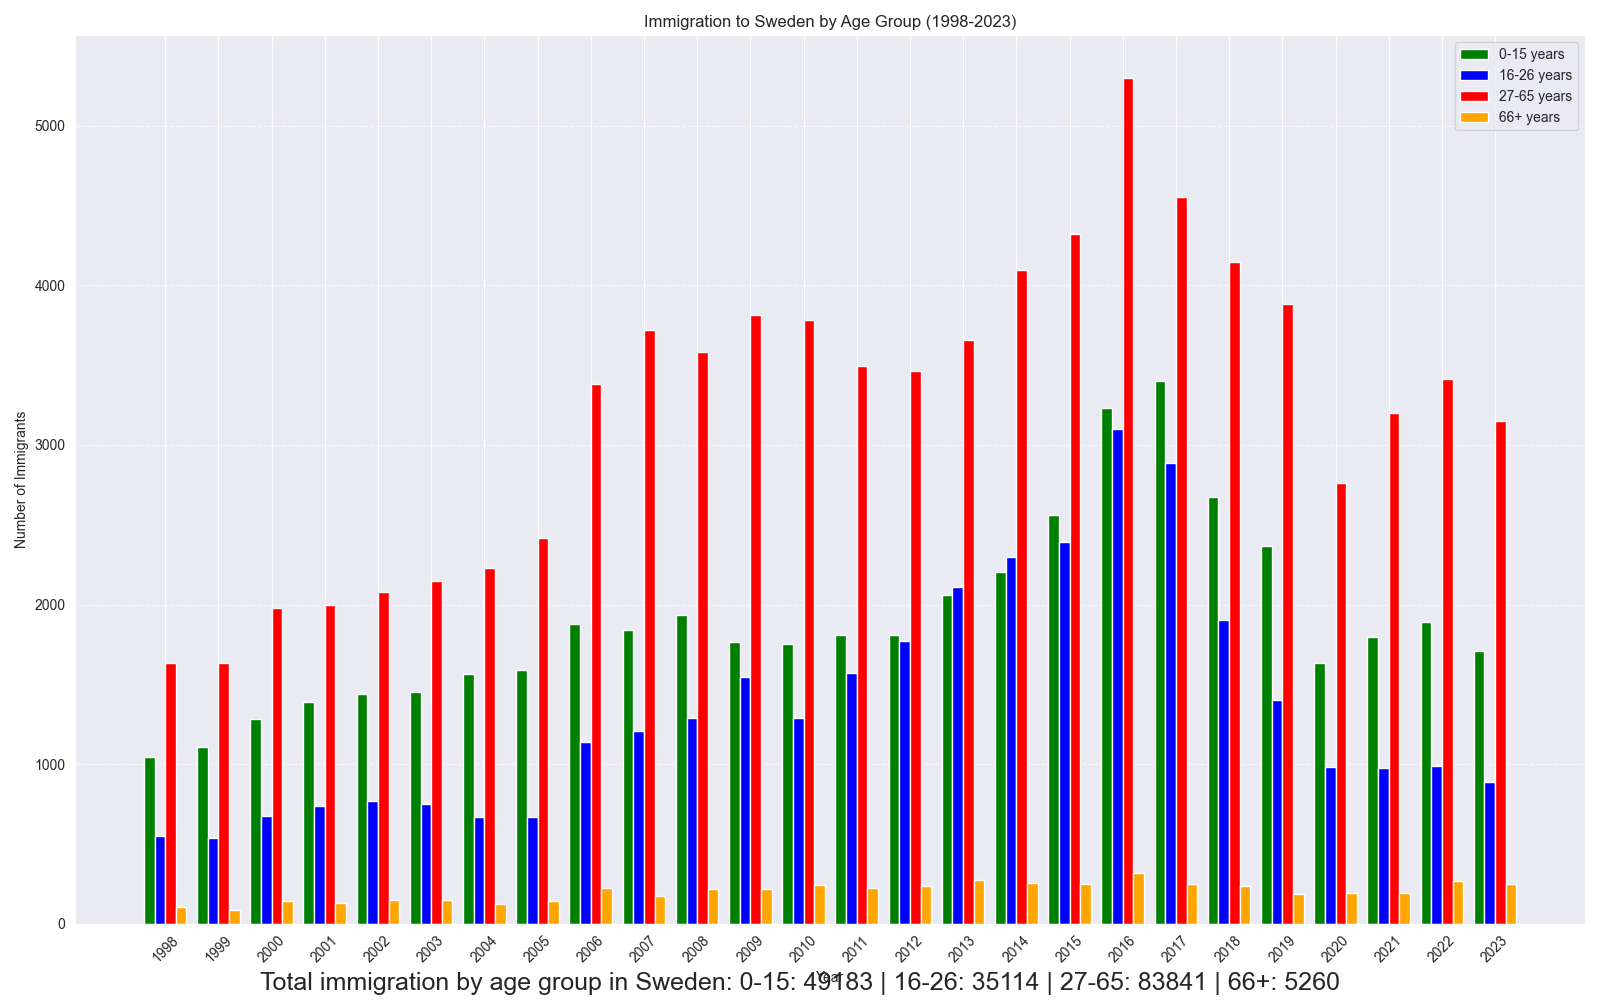 Immigration to Sweden by Age Group (1998-2023)
0-15 years
16-26 years
27-65 years
66+ years
Number of Immigrants
5000
4000
3000
2000
1000
0
1998 1999 2000 2001 2002 2003 2004 2005 2006 2007 2008 2009 2010 2011 2012 2013 2014 2015 2016 2017 2018 2019 2020 2021 2022 2023
Year
Total immigration by age group in Sweden: 0-15: 49183 | 16-26: 35114 | 27-65: 83841 | 66+: 5260